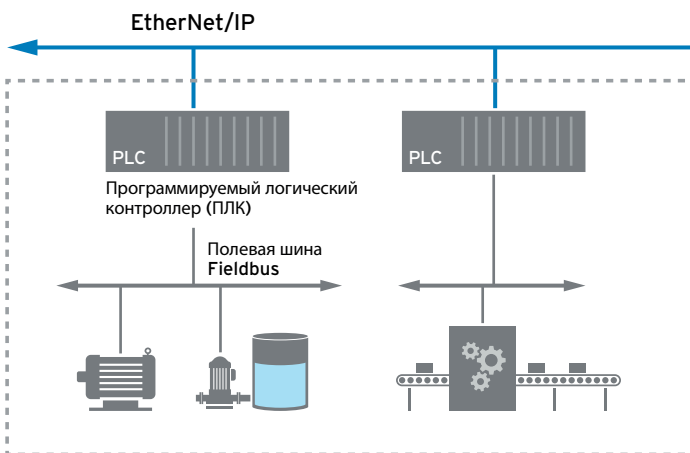 EtherNet/IP
PLC
PLC
Программируемый логический
контроллер (ПЛК)
Полевая шина
Fieldbus